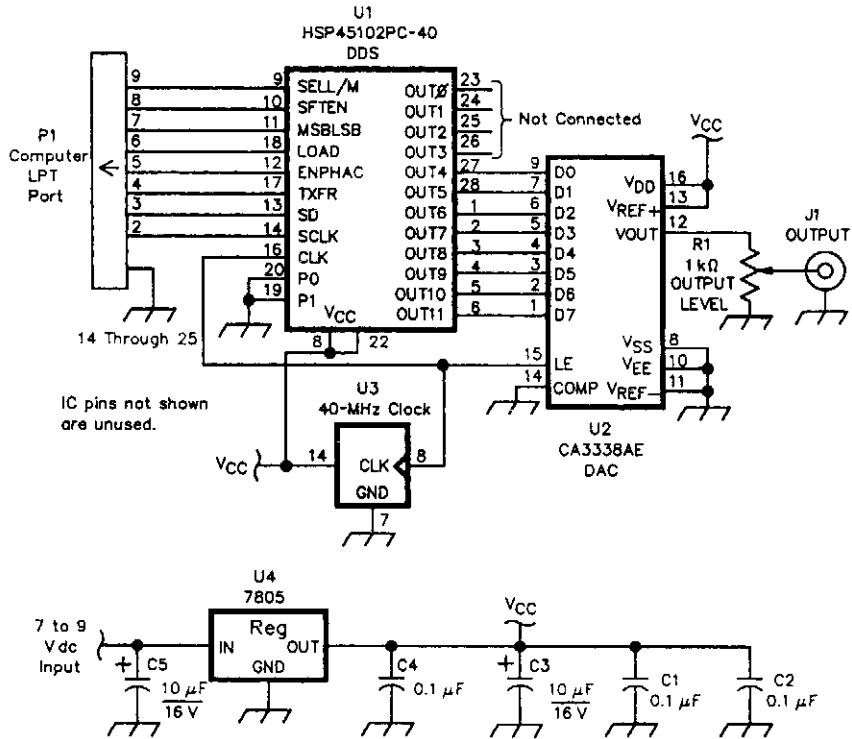 U1
HSP45102PC-40
DDS
P1
Computer
LPT
Port
9
8
7
6
5
4
3
2
14 Through 25
9 SELL/M
10 SFTEN
11 MSBLSB
18 LOAD
12 ENPHAC
17 TXFR
13 SD
14 SCLK
16 CLK
20 P0
19 P1
VCC
8
22
OUTØ 23
OUT1 24
OUT2 25
OUT3 26
OUT4 27
OUT5 28
OUT6 1
OUT7 2
OUT8 3
OUT9 4
OUT10 5
OUT11 6
Not Connected
9 D0
7 D1
6 D2
5 D3
4 D4
3 D5
2 D6
1 D7
15 LE
14 COMP
VCC
VDD 16
VREF+ 13
VOUT 12
VSS 8
VEE 10
VREF- 11
U2
CA3338AE
DAC
R1
1 kΩ
OUTPUT
LEVEL
J1
OUTPUT
IC pins not shown
are unused.
U3
40-MHz Clock
VCC
14
CLK
8
GND
7
U4
7805
7 to 9
V dc
Input
Reg
IN
OUT
GND
+
C5
10 μF
16 V
C4
0.1 μF
VCC
+
C3
10 μF
16 V
C1
0.1 μF
C2
0.1 μF